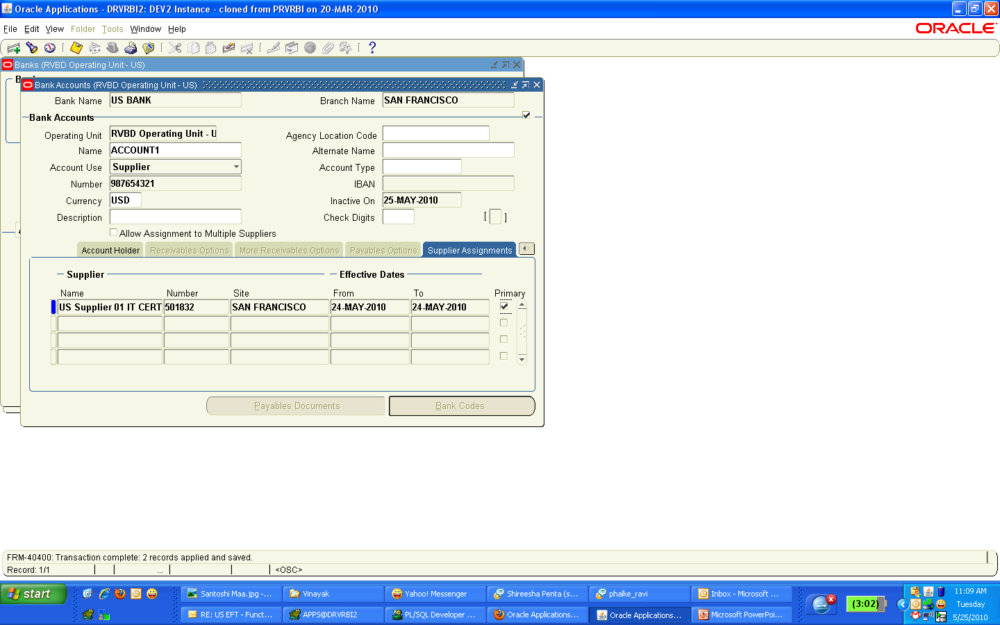 Oracle Applications - DRVRBI2: DEV2 Instance - cloned from PRVRBI on 20-MAR-2010
File Edit View Folder Tools Window Help
ORACLE
Banks (RVBD Operating Unit - US)
Bank Accounts (RVBD Operating Unit - US)
Bank Name US BANK Branch Name SAN FRANCISCO
Bank Accounts
Operating Unit RVBD Operating Unit - U Agency Location Code
Name ACCOUNT1 Alternate Name
Account Use Supplier Account Type
Number 987654321 IBAN
Currency USD Inactive On 25-MAY-2010
Description Check Digits [ ]
Allow Assignment to Multiple Suppliers
Account Holder Receivables Options More Receivables Options Payables Options Supplier Assignments
Supplier Effective Dates
Name Number Site From To Primary
US Supplier 01 IT CERT 501832 SAN FRANCISCO 24-MAY-2010 24-MAY-2010
Payables Documents Bank Codes
FRM-40400: Transaction complete: 2 records applied and saved.
Record: 1/1 ... <OSC>
start
Santoshi Maa.jpg -... Vinayak Yahoo! Messenger Shireesha Penta (s... phalke_ravi Inbox - Microsoft ...
RE: US EFT - Funct... APPS@DRVRBI2 PL/SQL Developer ... Oracle Applications... Oracle Applications... Microsoft PowerPoi...
(3:02)
11:09 AM
Tuesday
5/25/2010